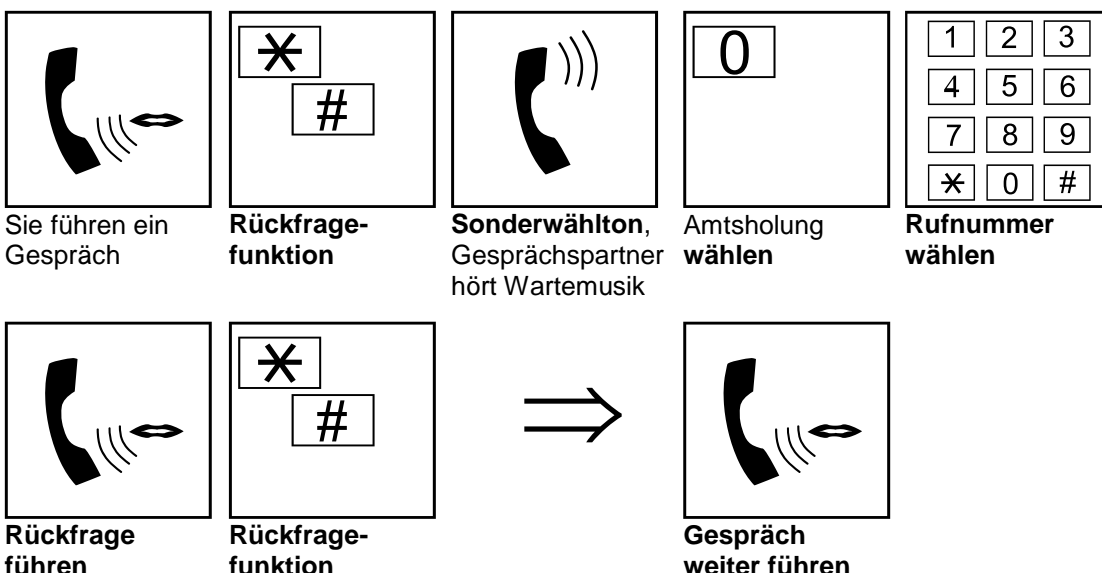 *
#
0
1 2 3
4 5 6
7 8 9
* 0 #
Sie führen ein
Gespräch
Rückfrage-
funktion
Sonderwählton,
Gesprächspartner
hört Wartemusik
Amtsholung
wählen
Rufnummer
wählen
*
#
Rückfrage
führen
Rückfrage-
funktion
Gespräch
weiter führen